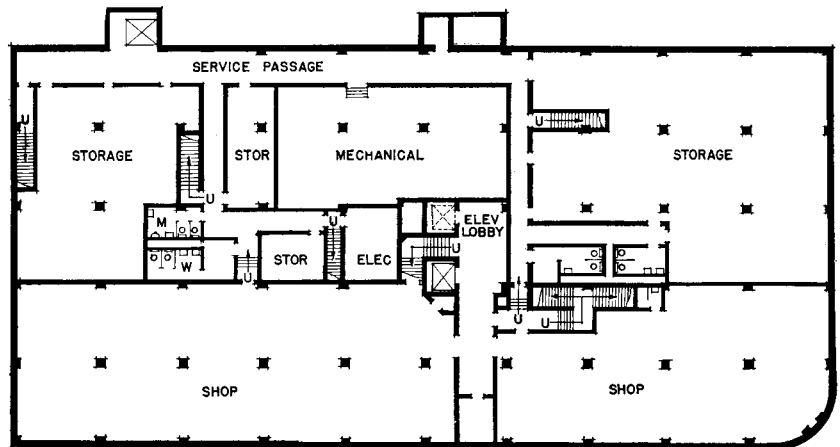 SERVICE PASSAGE
U
U
STORAGE
STOR
MECHANICAL
STORAGE
U
M
U
ELEV
LOBBY
U
W
U
STOR
ELEC
U
U
U
SHOP
SHOP